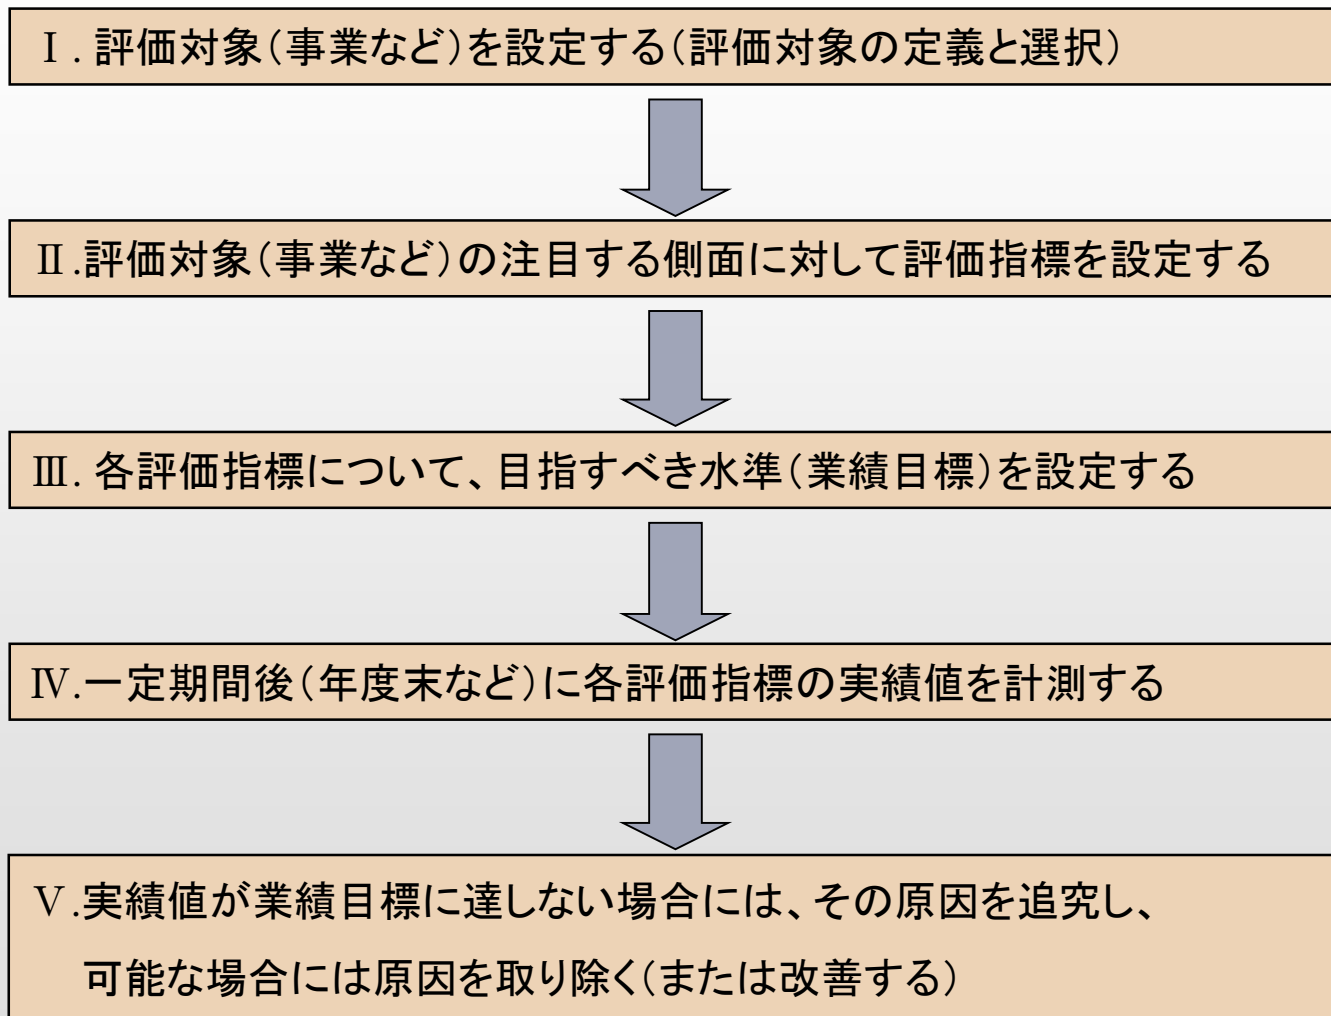 Ⅰ. 評価対象(事業など)を設定する(評価対象の定義と選択)
Ⅱ.評価対象(事業など)の注目する側面に対して評価指標を設定する
Ⅲ. 各評価指標について、目指すべき水準(業績目標)を設定する
Ⅳ.一定期間後(年度末など)に各評価指標の実績値を計測する
Ⅴ.実績値が業績目標に達しない場合には、その原因を追究し、
可能な場合には原因を取り除く(または改善する)